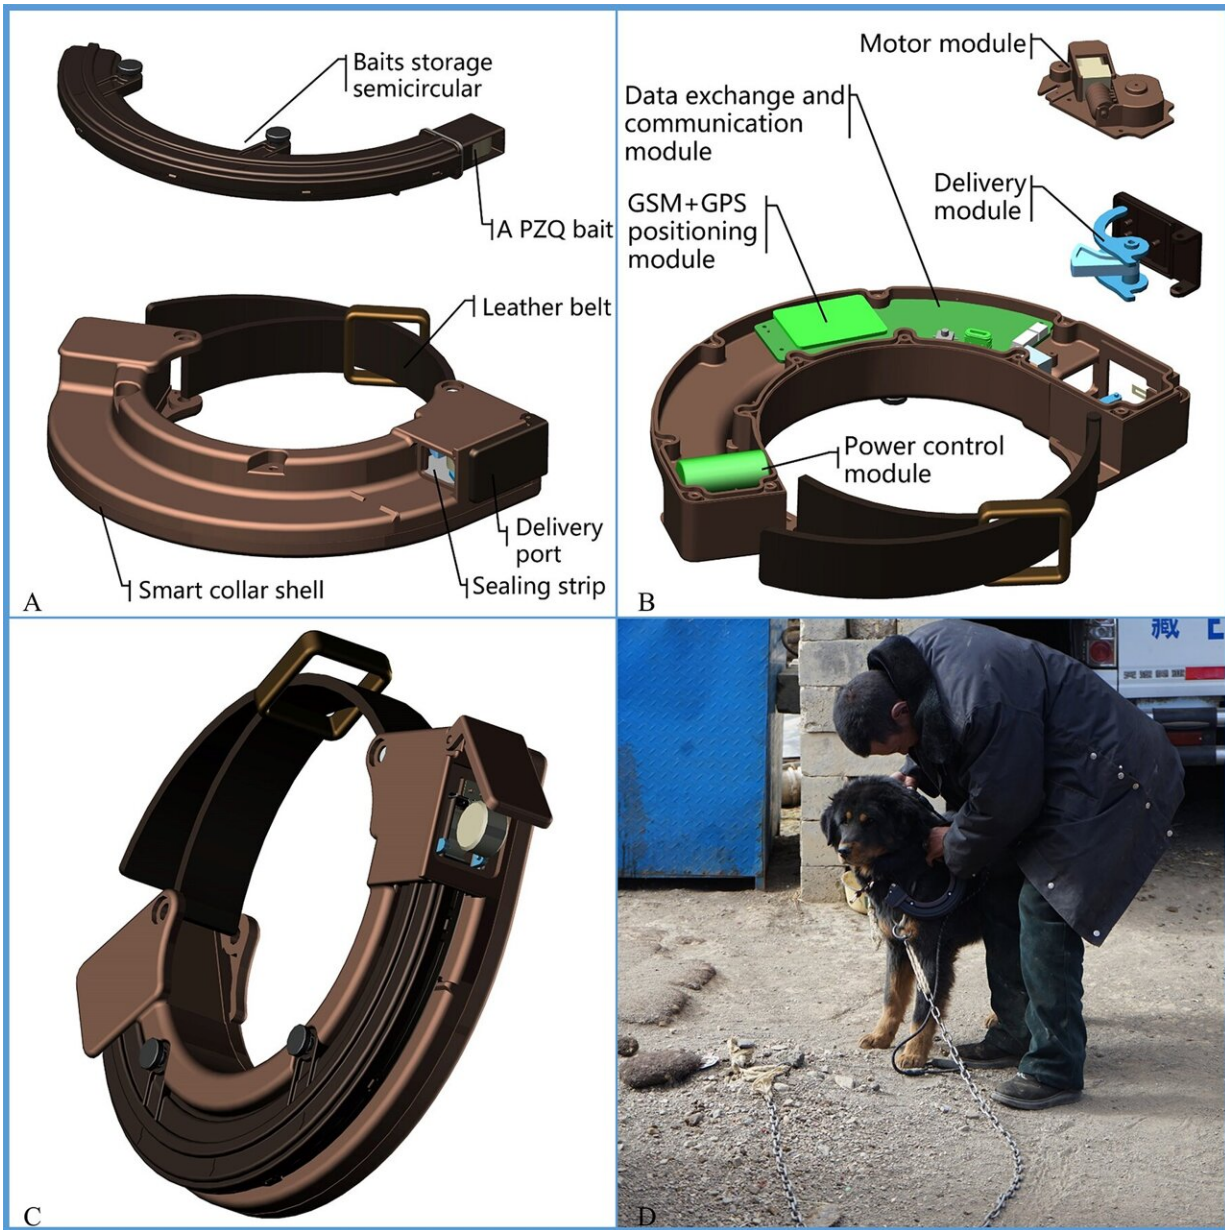 Baits storage
semicircular
A PZQ bait
Leather belt
Delivery
port
Sealing strip
Smart collar shell
A
Motor module
Data exchange and
communication
module
Delivery
module
GSM+GPS
positioning
module
Power control
module
B
C
藏 E
D